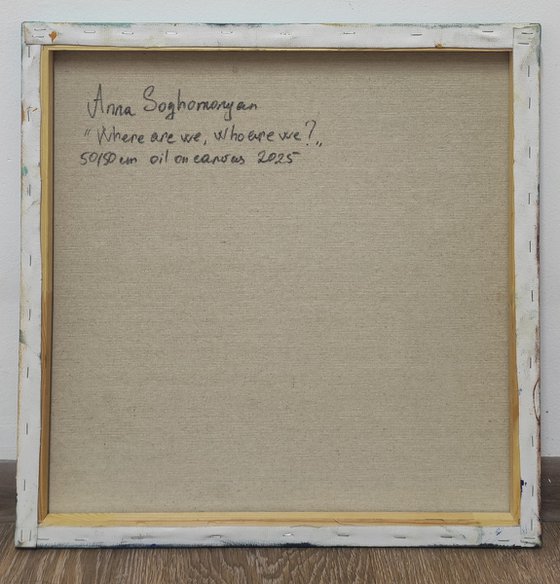 Anna Soghomonyan
"Where are we, who are we?„
50/50 cm oil on canvas 2025